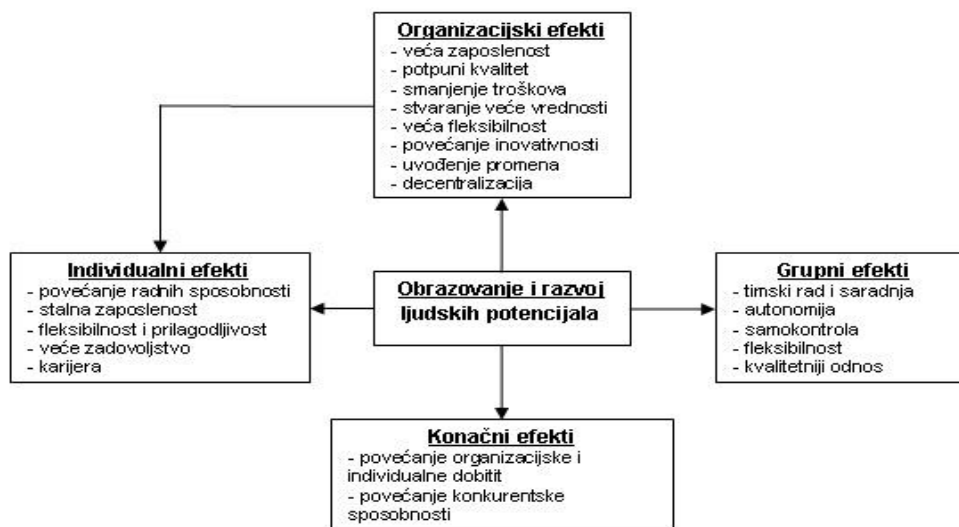 Organizacijski efekti
- veća zaposlenost
- potpuni kvalitet
- smanjenje troškova
- stvaranje veće vrednosti
- veća fleksibilnost
- povećanje inovativnosti
- uvođenje promena
- decentralizacija
Individualni efekti
- povećanje radnih sposobnosti
- stalna zaposlenost
- fleksibilnost i prilagodljivost
- veće zadovoljstvo
- karijera
Obrazovanje i razvoj
ljudskih potencijala
Grupni efekti
- timski rad i saradnja
- autonomija
- samokontrola
- fleksibilnost
- kvalitetniji odnos
Konačni efekti
- povećanje organizacijske i
individualne dobitit
- povećanje konkurentske
sposobnosti